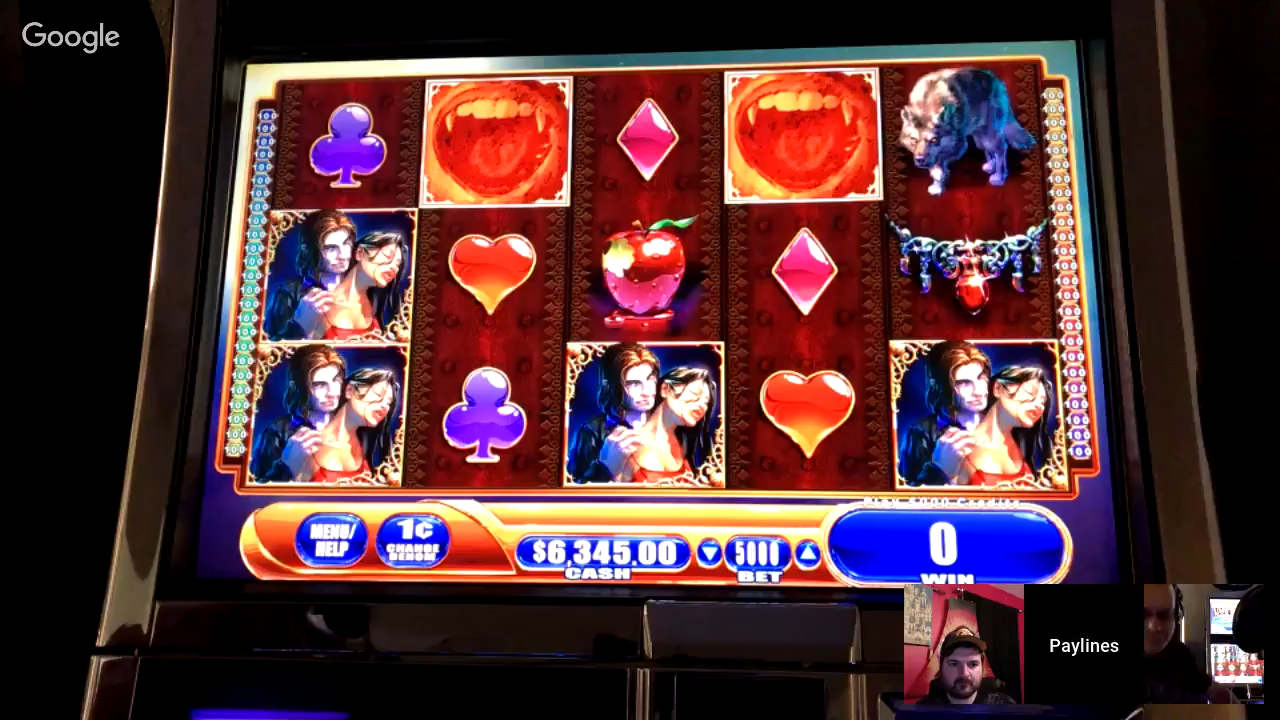 Google
MENU/
HELP
1¢
CHANGE
DENOM
$6,345.00
CASH
5000
BET
0
WIN
Paylines